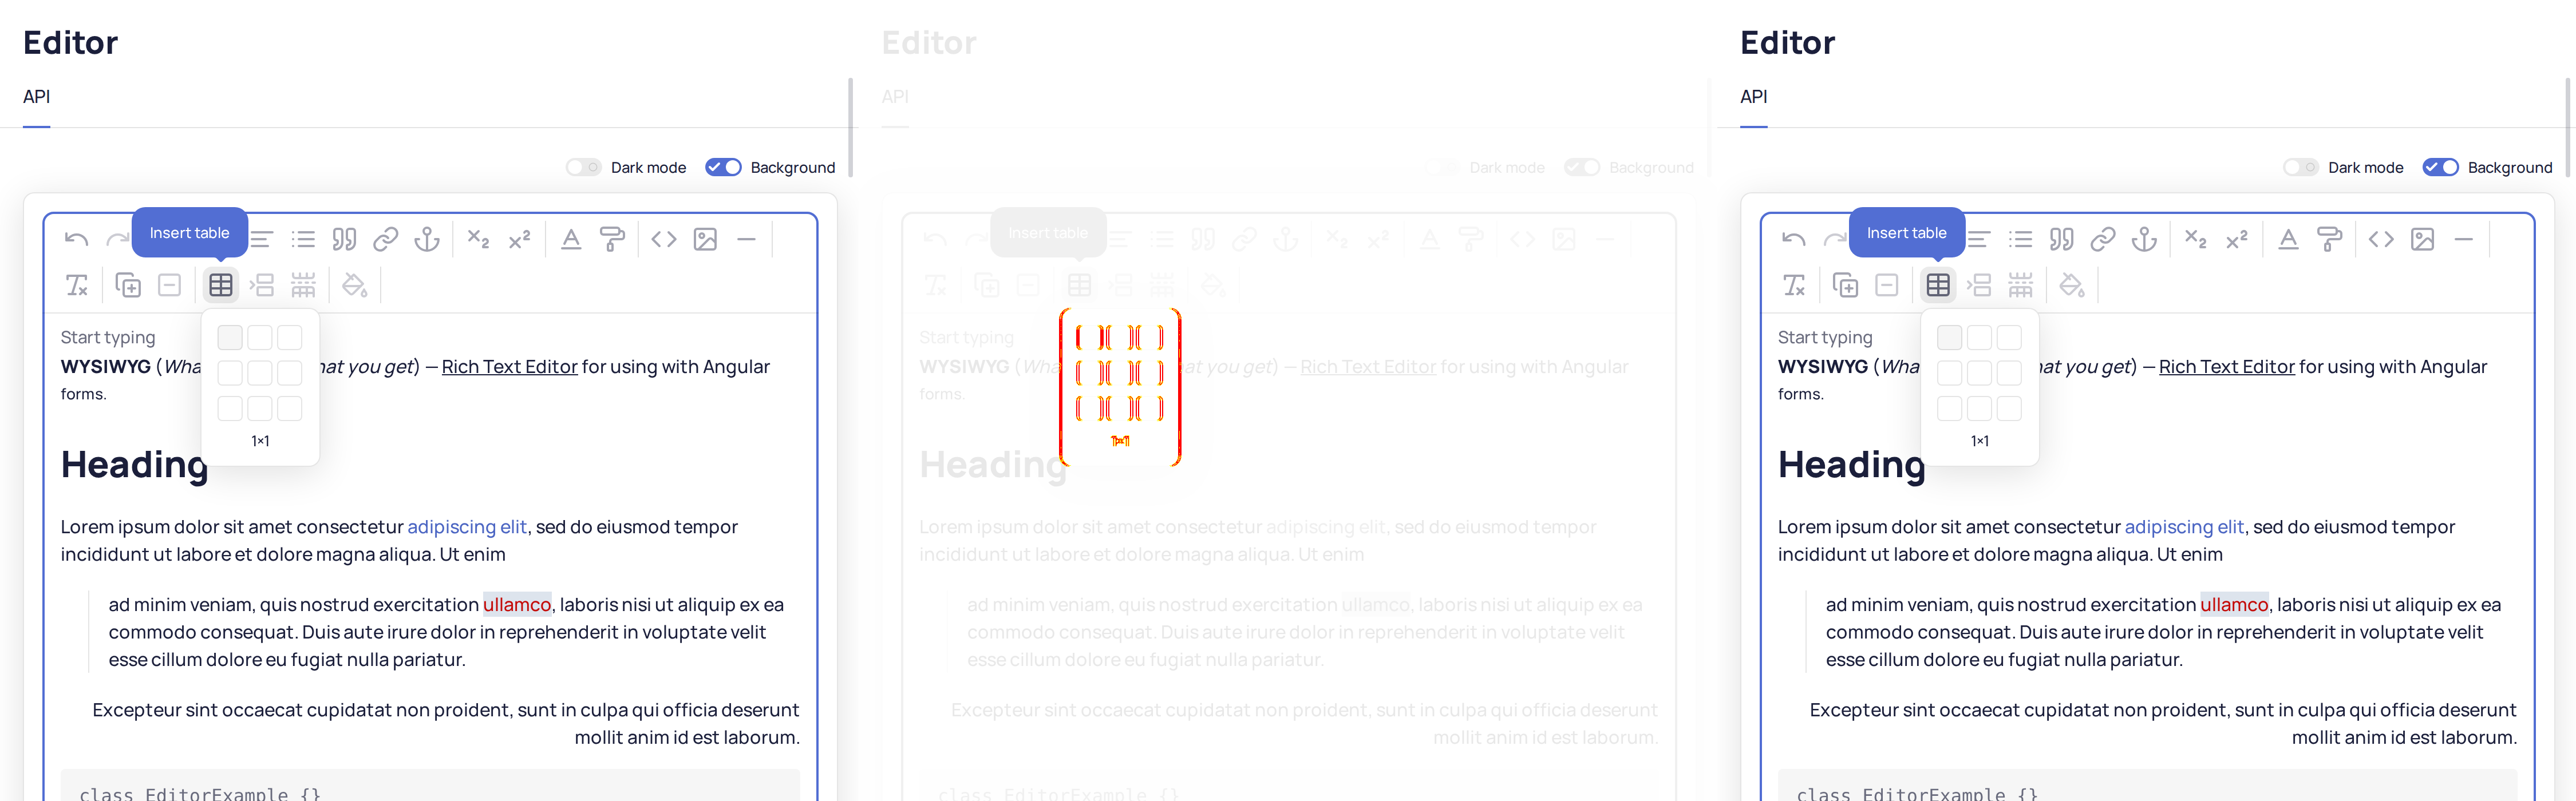 Editor
API
Dark mode Background
Insert table
Start typing
WYSIWYG (Wha hat you get) — Rich Text Editor for using with Angular
forms.
1×1
Heading
Lorem ipsum dolor sit amet consectetur adipiscing elit, sed do eiusmod tempor
incididunt ut labore et dolore magna aliqua. Ut enim
ad minim veniam, quis nostrud exercitation ullamco, laboris nisi ut aliquip ex ea
commodo consequat. Duis aute irure dolor in reprehenderit in voluptate velit
esse cillum dolore eu fugiat nulla pariatur.
Excepteur sint occaecat cupidatat non proident, sunt in culpa qui officia deserunt
mollit anim id est laborum.
class EditorExample {}
Editor
API
Dark mode Background
Insert table
Start typing
WYSIWYG (Wha at you get) — Rich Text Editor for using with Angular
forms.
Heading
Lorem ipsum dolor sit amet consectetur adipiscing elit, sed do eiusmod tempor
incididunt ut labore et dolore magna aliqua. Ut enim
ad minim veniam, quis nostrud exercitation ullamco, laboris nisi ut aliquip ex ea
commodo consequat. Duis aute irure dolor in reprehenderit in voluptate velit
esse cillum dolore eu fugiat nulla pariatur.
Excepteur sint occaecat cupidatat non proident, sunt in culpa qui officia deserunt
mollit anim id est laborum.
class EditorExample {}
Editor
API
Dark mode Background
Insert table
Start typing
WYSIWYG (Wha hat you get) — Rich Text Editor for using with Angular
forms.
1×1
Heading
Lorem ipsum dolor sit amet consectetur adipiscing elit, sed do eiusmod tempor
incididunt ut labore et dolore magna aliqua. Ut enim
ad minim veniam, quis nostrud exercitation ullamco, laboris nisi ut aliquip ex ea
commodo consequat. Duis aute irure dolor in reprehenderit in voluptate velit
esse cillum dolore eu fugiat nulla pariatur.
Excepteur sint occaecat cupidatat non proident, sunt in culpa qui officia deserunt
mollit anim id est laborum.
class EditorExample {}